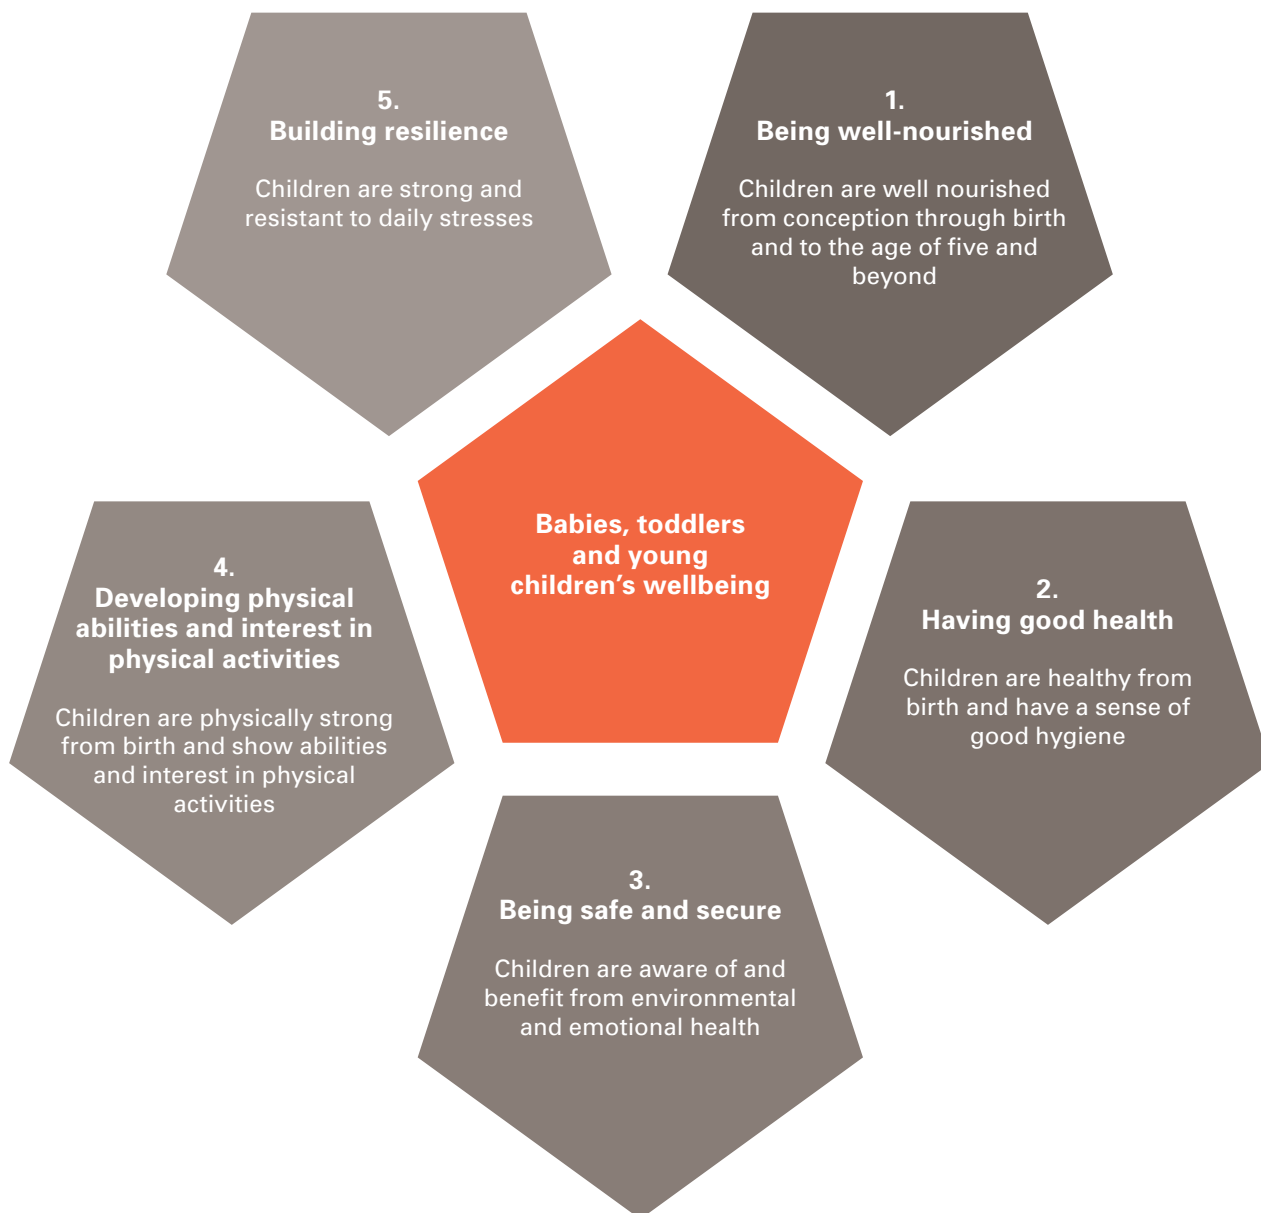 5.
Building resilience
Children are strong and
resistant to daily stresses
1.
Being well-nourished
Children are well nourished
from conception through birth
and to the age of five and
beyond
Babies, toddlers
and young
children’s wellbeing
4.
Developing physical
abilities and interest in
physical activities
Children are physically strong
from birth and show abilities
and interest in physical
activities
2.
Having good health
Children are healthy from
birth and have a sense of
good hygiene
3.
Being safe and secure
Children are aware of and
benefit from environmental
and emotional health